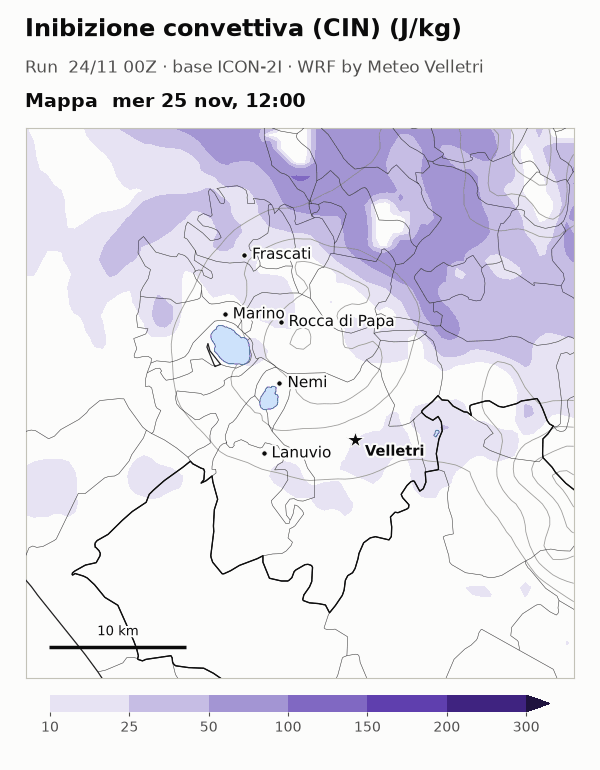 Inibizione convettiva (CIN) (J/kg)
Run  24/11 00Z · base ICON-2I · WRF by Meteo Velletri
Mappa  mer 25 nov, 12:00
Frascati
Marino
Rocca di Papa
Nemi
Velletri
Lanuvio
10 km
10 25 50 100 150 200 300